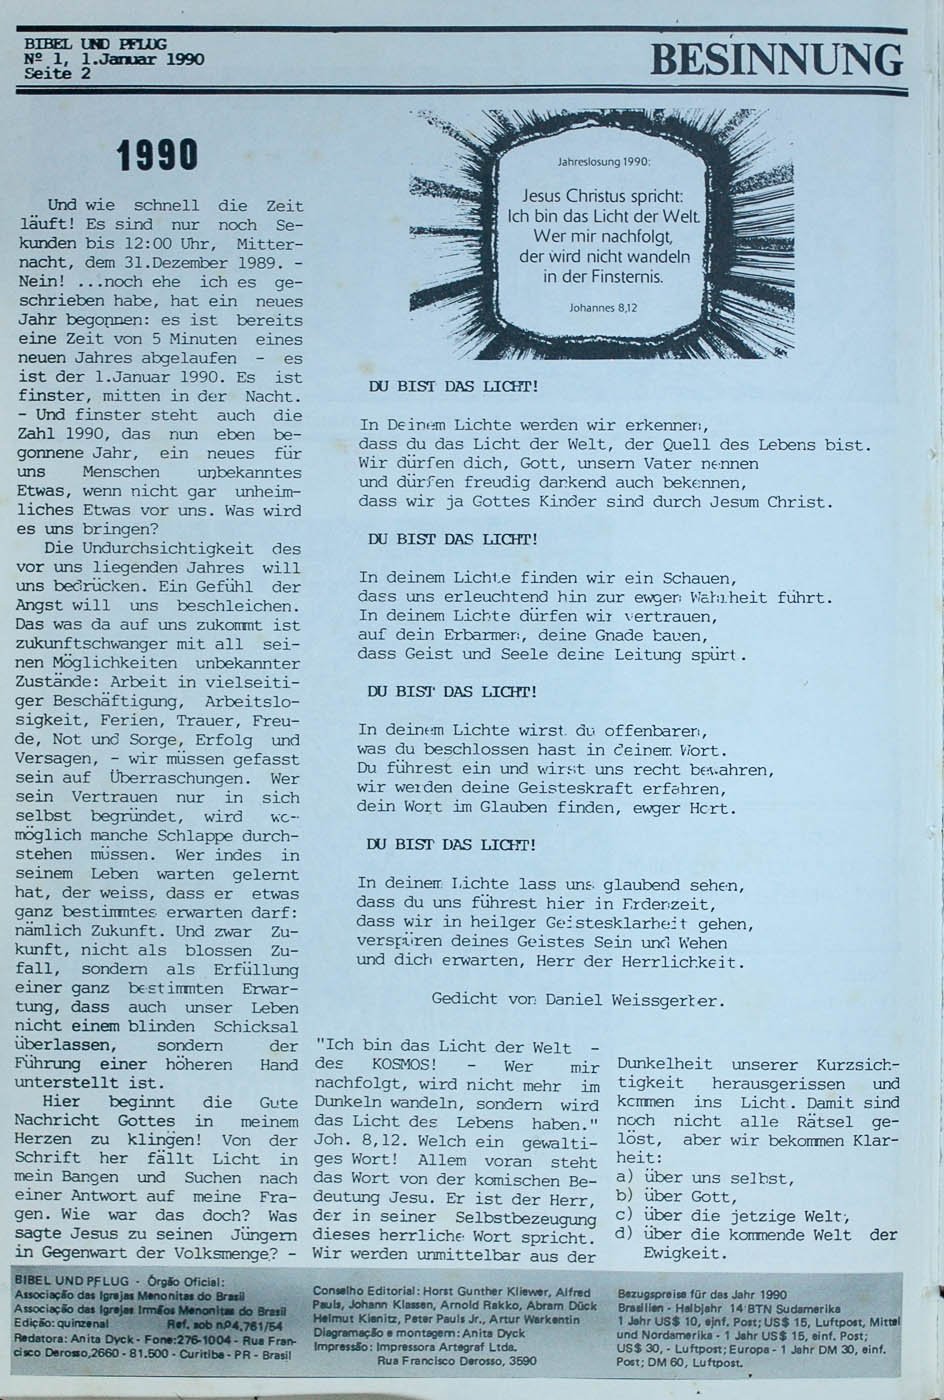 BIBEL UND PFLUG
Nº 1, 1.Januar 1990
Seite 2
BESINNUNG
1990
Und wie schnell die Zeit
läuft! Es sind nur noch Se-
kunden bis 12:00 Uhr, Mitter-
nacht, dem 31.Dezember 1989. -
Nein! ...noch ehe ich es ge-
schrieben habe, hat ein neues
Jahr begonnen: es ist bereits
eine Zeit von 5 Minuten eines
neuen Jahres abgelaufen - es
ist der 1.Januar 1990. Es ist
finster, mitten in der Nacht.
- Und finster steht auch die
Zahl 1990, das nun eben be-
gonnene Jahr, ein neues für
uns Menschen unbekanntes
Etwas, wenn nicht gar unheim-
liches Etwas vor uns. Was wird
es uns bringen?
Die Undurchsichtigkeit des
vor uns liegenden Jahres will
uns bedrücken. Ein Gefühl der
Angst will uns beschleichen.
Das was da auf uns zukommt ist
zukunftschwanger mit all sei-
nen Möglichkeiten unbekannter
Zustände: Arbeit in vielseiti-
ger Beschäftigung, Arbeitslo-
sigkeit, Ferien, Trauer, Freu-
de, Not und Sorge, Erfolg und
Versagen, - wir müssen gefasst
sein auf Überraschungen. Wer
sein Vertrauen nur in sich
selbst begründet, wird wo-
möglich manche Schlappe durch-
stehen müssen. Wer indes in
seinem Leben warten gelernt
hat, der weiss, dass er etwas
ganz bestimmtes erwarten darf:
nämlich Zukunft. Und zwar Zu-
kunft, nicht als blossen Zu-
fall, sondern als Erfüllung
einer ganz bestimmten Erwar-
tung, dass auch unser Leben
nicht einem blinden Schicksal
überlassen, sondern der
Führung einer höheren Hand
unterstellt ist.
Hier beginnt die Gute
Nachricht Gottes in meinem
Herzen zu klingen! Von der
Schrift her fällt Licht in
mein Bangen und Suchen nach
einer Antwort auf meine Fra-
gen. Wie war das doch? Was
sagte Jesus zu seinen Jüngern
in Gegenwart der Volksmenge? -
Jahreslosung 1990:
Jesus Christus spricht:
Ich bin das Licht der Welt.
Wer mir nachfolgt,
der wird nicht wandeln
in der Finsternis.
Johannes 8,12
DU BIST DAS LICHT!
In Deinem Lichte werden wir erkennen,
dass du das Licht der Welt, der Quell des Lebens bist.
Wir dürfen dich, Gott, unsern Vater nennen
und dürfen freudig dankend auch bekennen,
dass wir ja Gottes Kinder sind durch Jesum Christ.
DU BIST DAS LICHT!
In deinem Lichte finden wir ein Schauen,
dass uns erleuchtend hin zur ewgen Wahrheit führt.
In deinem Lichte dürfen wir vertrauen,
auf dein Erbarmen, deine Gnade bauen,
dass Geist und Seele deine Leitung spürt.
DU BIST DAS LICHT!
In deinem Lichte wirst du offenbaren,
was du beschlossen hast in deinem Wort.
Du führest ein und wirst uns recht bewahren,
wir werden deine Geisteskraft erfahren,
dein Wort im Glauben finden, ewger Hort.
DU BIST DAS LICHT!
In deinem Lichte lass uns glaubend sehen,
dass du uns führest hier in Erdenzeit,
dass wir in heilger Geistesklarheit gehen,
verspüren deines Geistes Sein und Wehen
und dich erwarten, Herr der Herrlichkeit.
Gedicht von Daniel Weissgerber.
"Ich bin das Licht der Welt -
des KOSMOS! - Wer mir
nachfolgt, wird nicht mehr im
Dunkeln wandeln, sondern wird
das Licht des Lebens haben."
Joh. 8,12. Welch ein gewalti-
ges Wort! Allem voran steht
das Wort von der komischen Be-
deutung Jesu. Er ist der Herr,
der in seiner Selbstbezeugung
dieses herrliche Wort spricht.
Wir werden unmittelbar aus der
Dunkelheit unserer Kurzsich-
tigkeit herausgerissen und
kommen ins Licht. Damit sind
noch nicht alle Rätsel ge-
löst, aber wir bekommen Klar-
heit:
a) über uns selbst,
b) über Gott,
c) über die jetzige Welt,
d) über die kommende Welt der
Ewigkeit.
BIBEL UND PFLUG - Órgão Oficial:
Associação das Igrejas Menonitas do Brasil
Associação das Igrejas Irmãos Menonitas do Brasil
Edição: quinzenal Ref. sob nº4,761/54
Redatora: Anita Dyck - Fone:276-1004 - Rua Fran-
cisco Derosso,2660 - 81.500 - Curitiba - PR - Brasil
Conselho Editorial: Horst Gunther Kliewer, Alfred
Pauls, Johann Klassen, Arnold Rakko, Abram Dück
Helmut Kienitz, Peter Pauls Jr., Artur Warkentin
Diagramação e montagem: Anita Dyck
Impressão: Impressora Artegraf Ltda.
Rua Francisco Derosso, 3590
Bezugspreise für das Jahr 1990
Brasilien - Halbjahr 14 BTN Sudamerika
1 Jahr US$ 10, einf. Post; US$ 15, Luftpost, Mittel
und Nordamerika - 1 Jahr US$ 15, einf. Post;
US$ 30, - Luftpost; Europa - 1 Jahr DM 30, einf.
Post; DM 60, Luftpost.